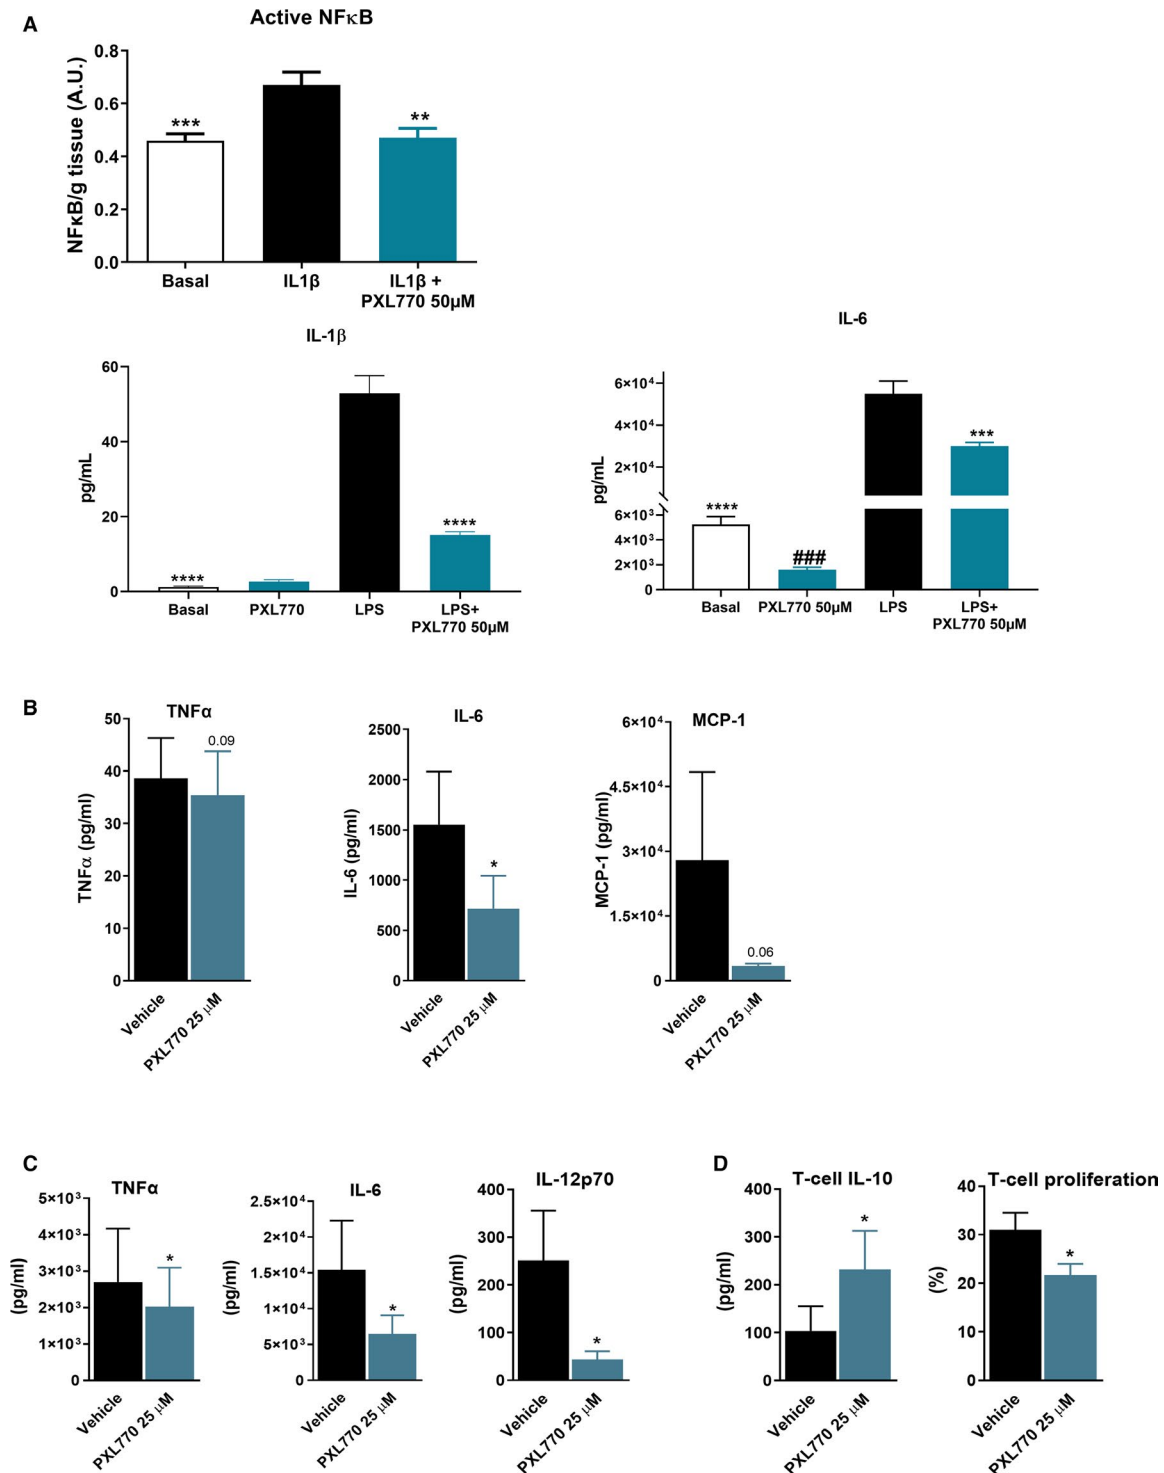 A
Active NFκB
NFκB/g tissue (A.U.)
0.8
0.6
0.4
0.2
0.0
***
**
Basal
IL1β
IL1β +
PXL770 50μM
IL-1β
pg/mL
60
40
20
0
****
****
Basal
PXL770
LPS
LPS+
PXL770 50μM
IL-6
pg/mL
6×10⁴
4×10⁴
2×10⁴
6×10³
4×10³
2×10³
0
****
###
***
Basal
PXL770 50μM
LPS
LPS+
PXL770 50μM
B
TNFα
TNFα (pg/ml)
50
40
30
20
10
0
0.09
Vehicle
PXL770 25 μM
IL-6
IL-6 (pg/ml)
2500
2000
1500
1000
500
0
*
Vehicle
PXL770 25 μM
MCP-1
MCP-1 (pg/ml)
6×10⁴
4.5×10⁴
3×10⁴
1.5×10⁴
0
0.06
Vehicle
PXL770 25 μM
C
TNFα
(pg/ml)
5×10³
4×10³
3×10³
2×10³
1×10³
0
*
Vehicle
PXL770 25 μM
IL-6
(pg/ml)
2.5×10⁴
2×10⁴
1.5×10⁴
1×10⁴
5×10³
0
*
Vehicle
PXL770 25 μM
IL-12p70
(pg/ml)
400
300
200
100
0
*
Vehicle
PXL770 25 μM
D
T-cell IL-10
(pg/ml)
400
300
200
100
0
*
Vehicle
PXL770 25 μM
T-cell proliferation
(%)
40
30
20
10
0
*
Vehicle
PXL770 25 μM